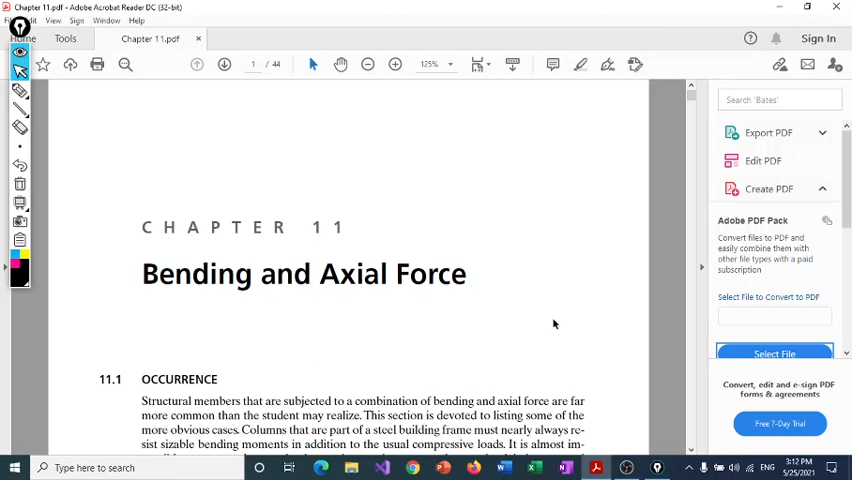 Chapter 11.pdf - Adobe Acrobat Reader DC (32-bit)
View Sign Window Help
Tools Chapter 11.pdf × Sign In
1 / 44 125%
Search 'Bates'
Export PDF
Edit PDF
Create PDF
Adobe PDF Pack
Convert files to PDF and
easily combine them with
other file types with a paid
subscription
Select File to Convert to PDF
Select File
Convert, edit and e-sign PDF
forms & agreements
Free 7-Day Trial
CHAPTER 11
Bending and Axial Force
11.1 OCCURRENCE
Structural members that are subjected to a combination of bending and axial force are far
more common than the student may realize. This section is devoted to listing some of the
more obvious cases. Columns that are part of a steel building frame must nearly always re-
sist sizable bending moments in addition to the usual compressive loads. It is almost im-
Type here to search
ENG
3:12 PM
5/25/2021